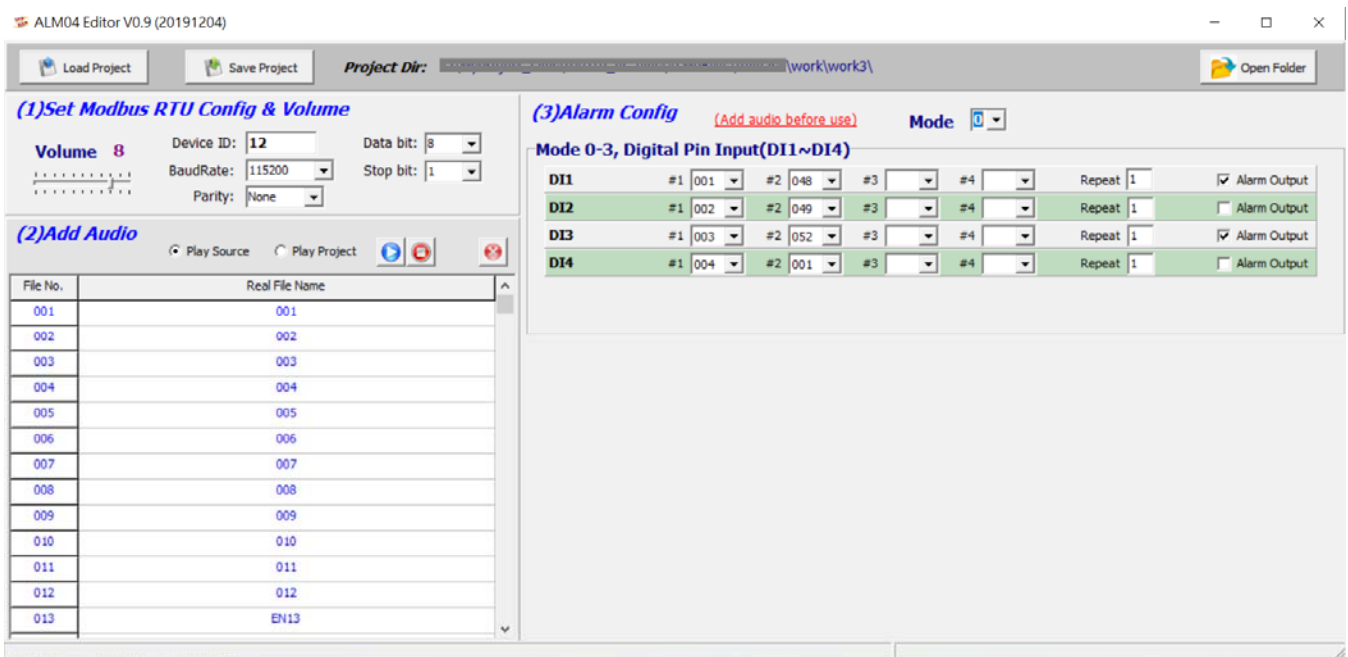 ALM04 Editor V0.9 (20191204)
Load Project Save Project Project Dir: \work\work3\ Open Folder
(1)Set Modbus RTU Config & Volume
Volume 8
Device ID: 12 Data bit: 8
BaudRate: 115200 Stop bit: 1
Parity: None
(2)Add Audio
Play Source Play Project
File No. Real File Name
001 001
002 002
003 003
004 004
005 005
006 006
007 007
008 008
009 009
010 010
011 011
012 012
013 EN13
(3)Alarm Config (Add audio before use) Mode 0
Mode 0-3, Digital Pin Input(DI1~DI4)
DI1 #1 001 #2 048 #3 #4 Repeat 1 Alarm Output
DI2 #1 002 #2 049 #3 #4 Repeat 1 Alarm Output
DI3 #1 003 #2 052 #3 #4 Repeat 1 Alarm Output
DI4 #1 004 #2 001 #3 #4 Repeat 1 Alarm Output